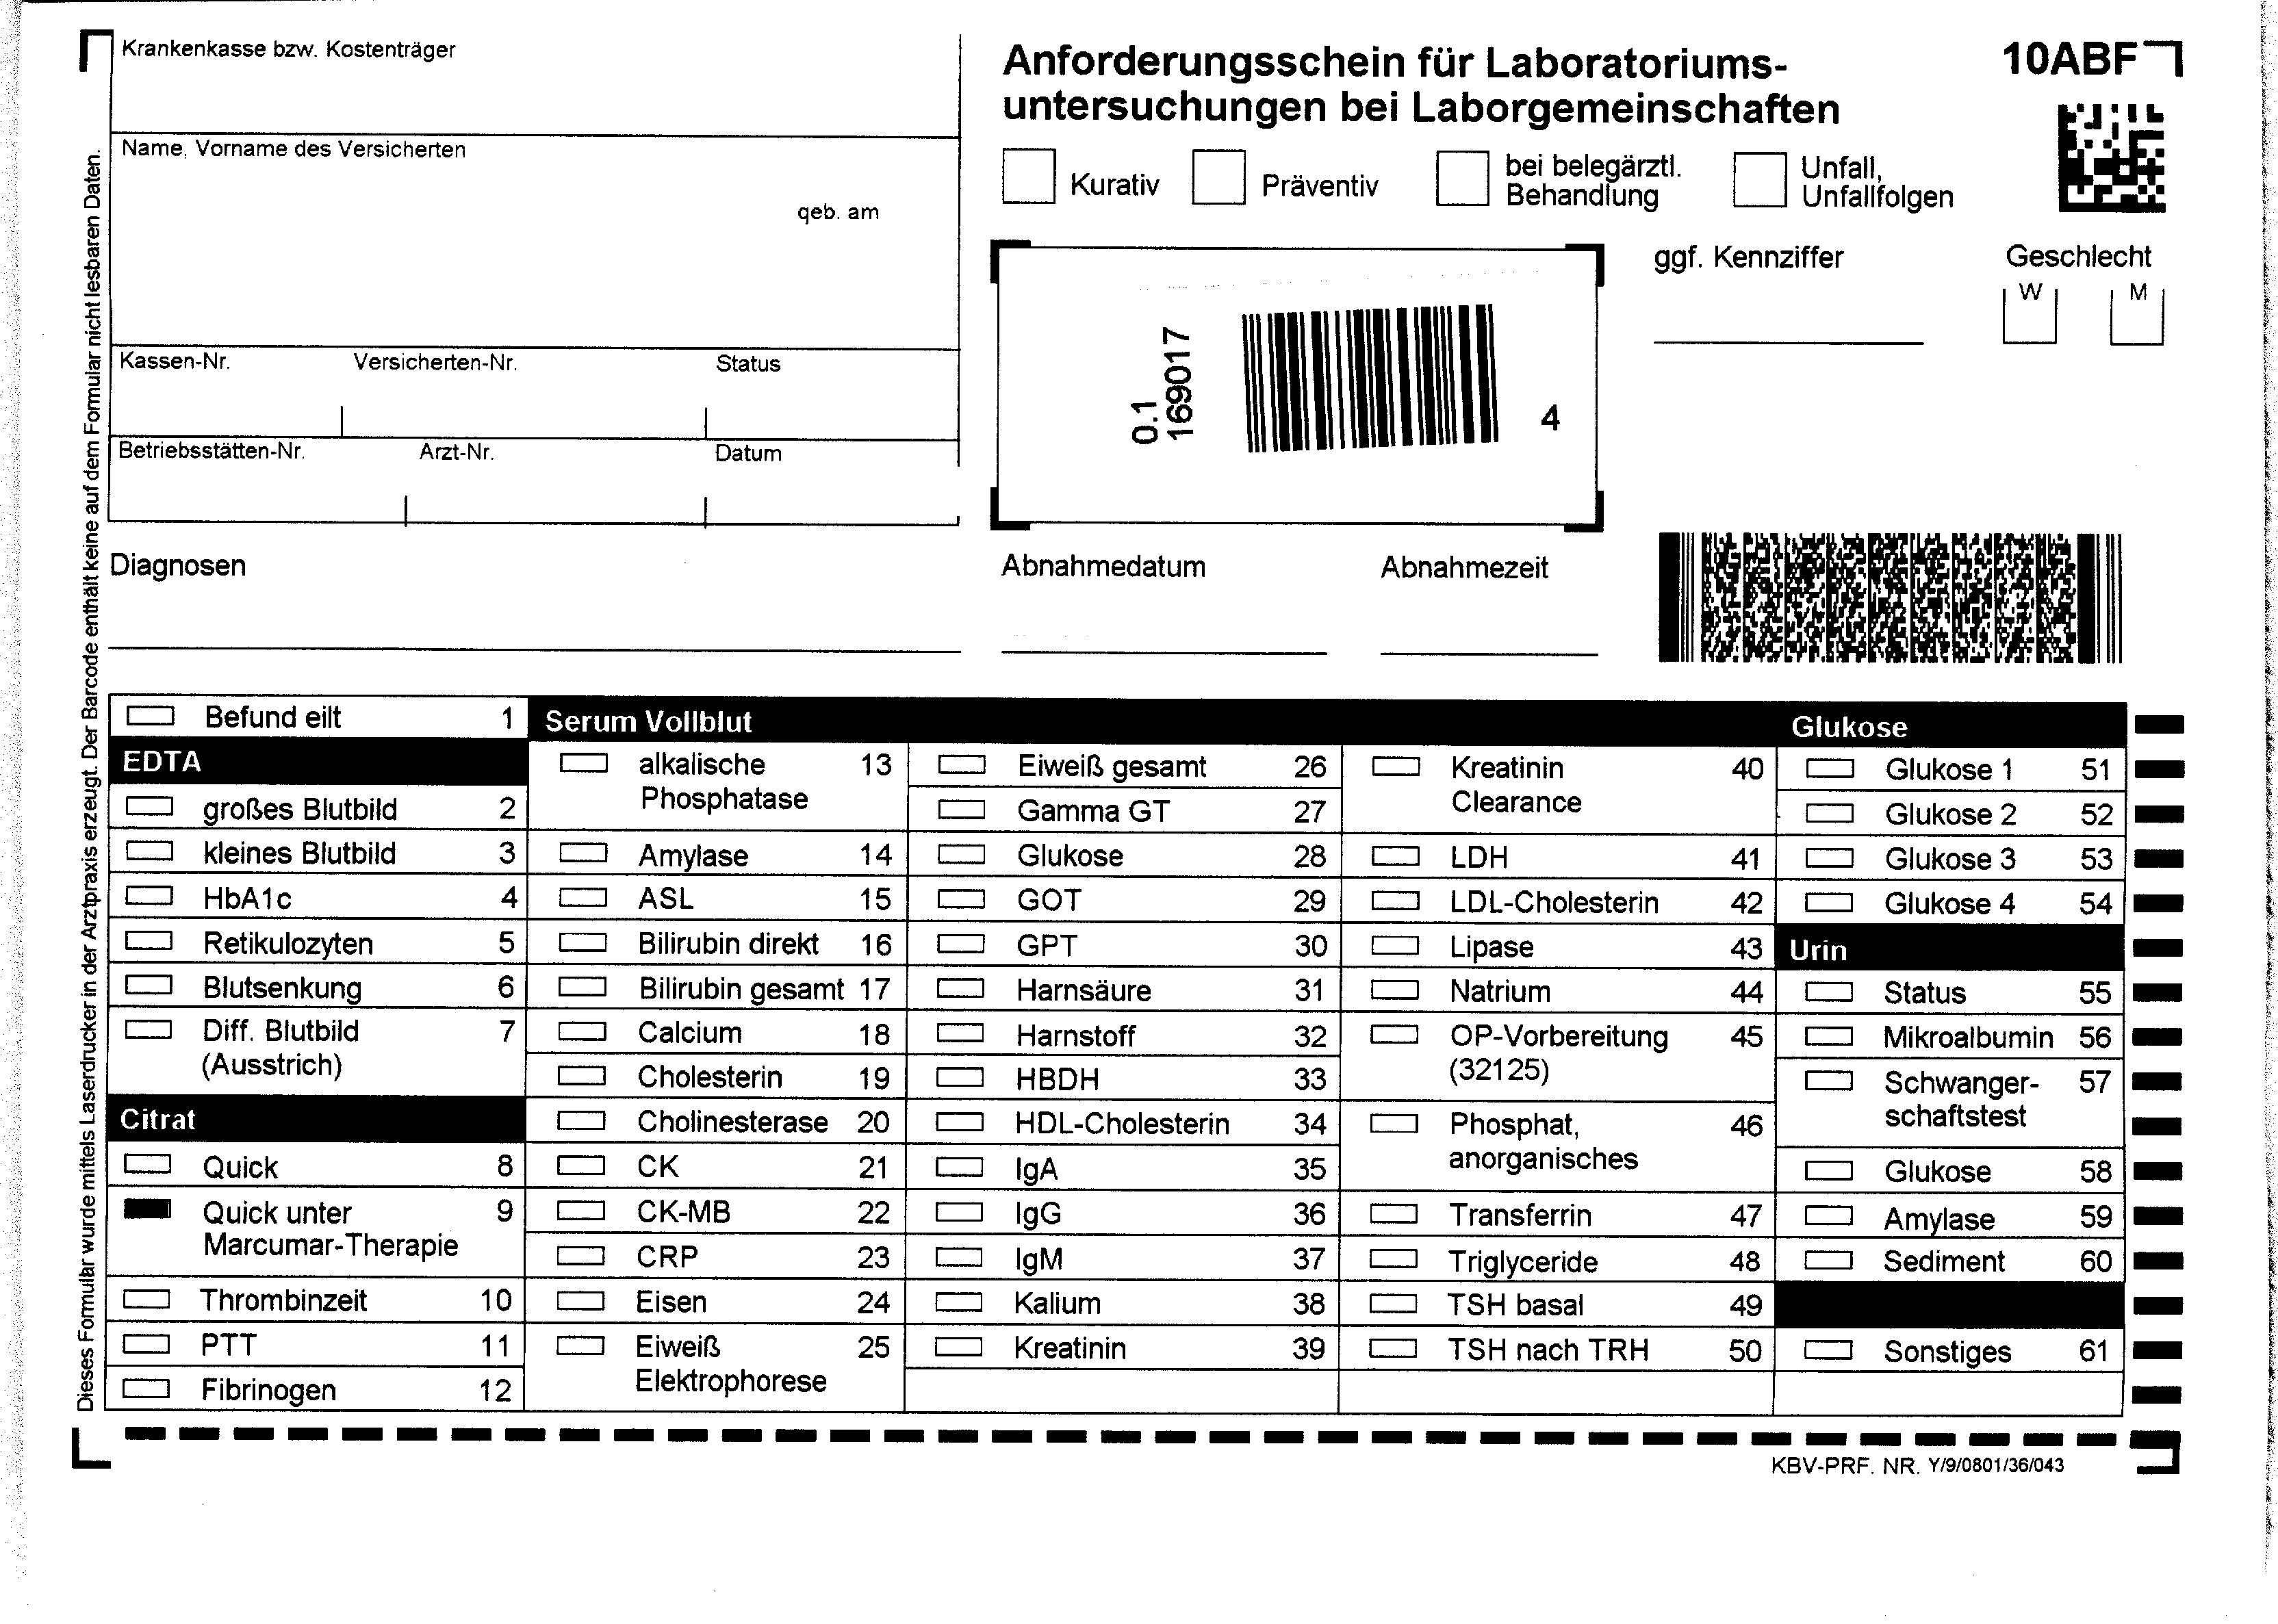 Krankenkasse bzw. Kostenträger
Name, Vorname des Versicherten
geb. am
Kassen-Nr. Versicherten-Nr. Status
Betriebsstätten-Nr. Arzt-Nr. Datum
Anforderungsschein für Laboratoriums-
untersuchungen bei Laborgemeinschaften
10ABF
Kurativ Präventiv bei belegärztl. Behandlung Unfall, Unfallfolgen
ggf. Kennziffer Geschlecht
W M
0.1
169017
4
Diagnosen Abnahmedatum Abnahmezeit
Dieses Formular wurde mittels Laserdrucker in der Arztpraxis erzeugt. Der Barcode enthält keine auf dem Formular nicht lesbaren Daten.
Befund eilt 1
EDTA
großes Blutbild 2
kleines Blutbild 3
HbA1c 4
Retikulozyten 5
Blutsenkung 6
Diff. Blutbild 7
(Ausstrich)
Citrat
Quick 8
Quick unter 9
Marcumar-Therapie
Thrombinzeit 10
PTT 11
Fibrinogen 12
Serum Vollblut
alkalische 13
Phosphatase
Amylase 14
ASL 15
Bilirubin direkt 16
Bilirubin gesamt 17
Calcium 18
Cholesterin 19
Cholinesterase 20
CK 21
CK-MB 22
CRP 23
Eisen 24
Eiweiß 25
Elektrophorese
Eiweiß gesamt 26
Gamma GT 27
Glukose 28
GOT 29
GPT 30
Harnsäure 31
Harnstoff 32
HBDH 33
HDL-Cholesterin 34
IgA 35
IgG 36
IgM 37
Kalium 38
Kreatinin 39
Kreatinin 40
Clearance
LDH 41
LDL-Cholesterin 42
Lipase 43
Natrium 44
OP-Vorbereitung 45
(32125)
Phosphat, 46
anorganisches
Transferrin 47
Triglyceride 48
TSH basal 49
TSH nach TRH 50
Glukose
Glukose 1 51
Glukose 2 52
Glukose 3 53
Glukose 4 54
Urin
Status 55
Mikroalbumin 56
Schwanger- 57
schaftstest
Glukose 58
Amylase 59
Sediment 60
Sonstiges 61
KBV-PRF. NR. Y/9/0801/36/043